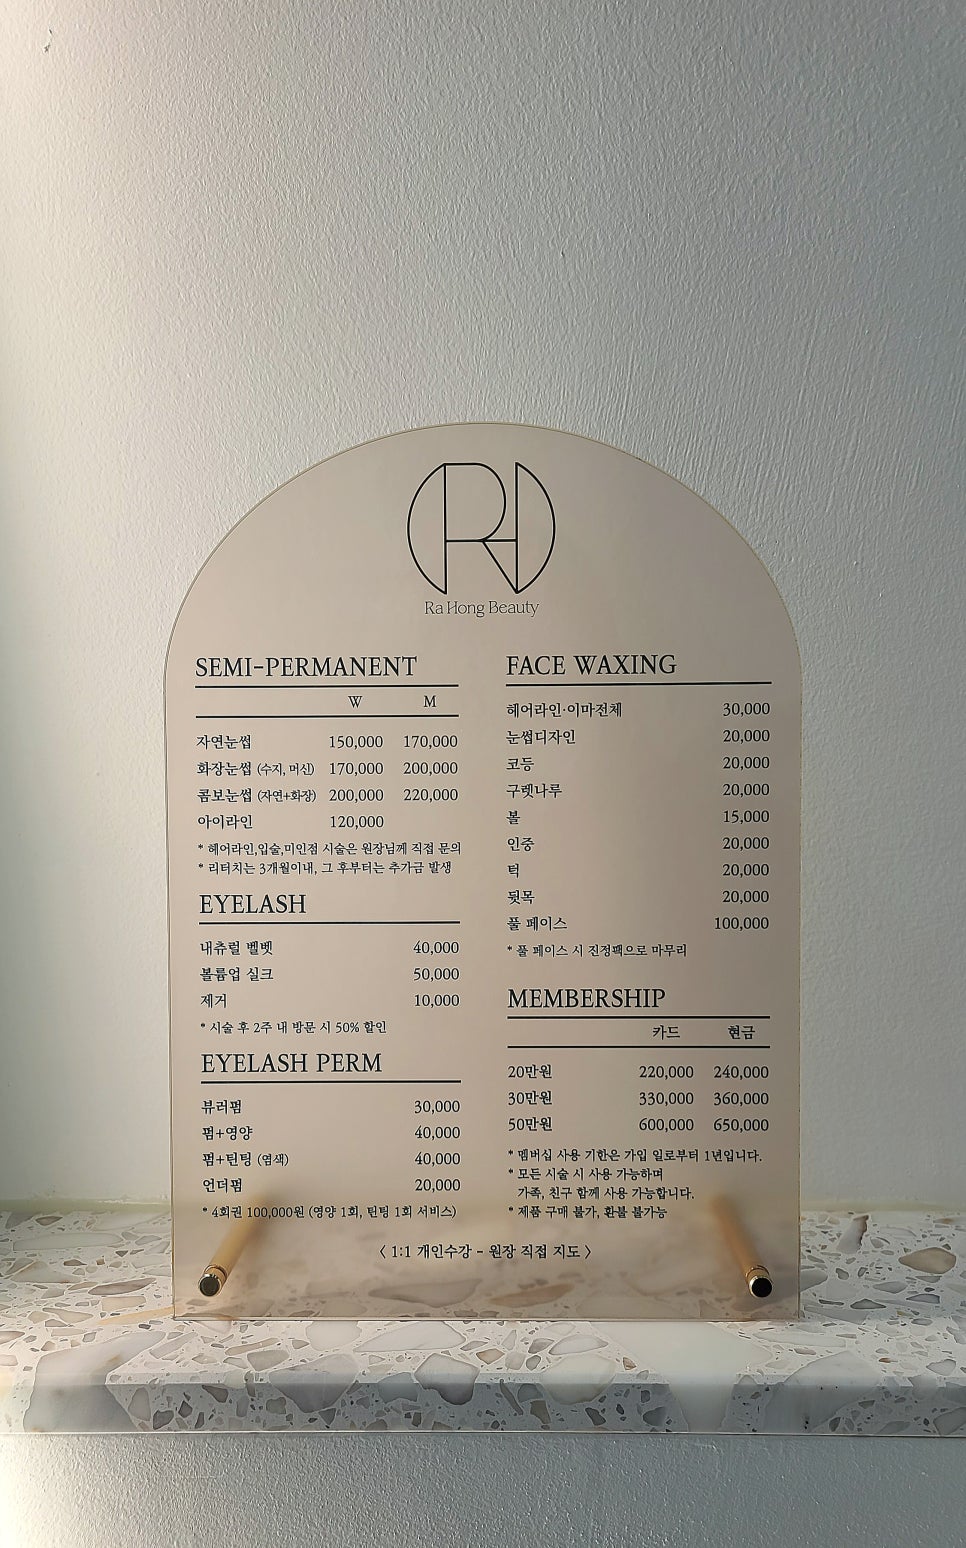 RH
Ra Hong Beauty
SEMI-PERMANENT
W M
자연눈썹 150,000 170,000
화장눈썹 (수지, 머신) 170,000 200,000
콤보눈썹 (자연+화장) 200,000 220,000
아이라인 120,000
* 헤어라인,입술,미인점 시술은 원장님께 직접 문의
* 리터치는 3개월이내, 그 후부터는 추가금 발생
EYELASH
내츄럴 벨벳 40,000
볼륨업 실크 50,000
제거 10,000
* 시술 후 2주 내 방문 시 50% 할인
EYELASH PERM
뷰러펌 30,000
펌+영양 40,000
펌+틴팅 (염색) 40,000
언더펌 20,000
* 4회권 100,000원 (영양 1회, 틴팅 1회 서비스)
FACE WAXING
헤어라인·이마전체 30,000
눈썹디자인 20,000
코등 20,000
구렛나루 20,000
볼 15,000
인중 20,000
턱 20,000
뒷목 20,000
풀 페이스 100,000
* 풀 페이스 시 진정팩으로 마무리
MEMBERSHIP
카드 현금
20만원 220,000 240,000
30만원 330,000 360,000
50만원 600,000 650,000
* 멤버십 사용 기한은 가입 일로부터 1년입니다.
* 모든 시술 시 사용 가능하며
가족, 친구 함께 사용 가능합니다.
* 제품 구매 불가, 환불 불가능
〈 1:1 개인수강 - 원장 직접 지도 〉